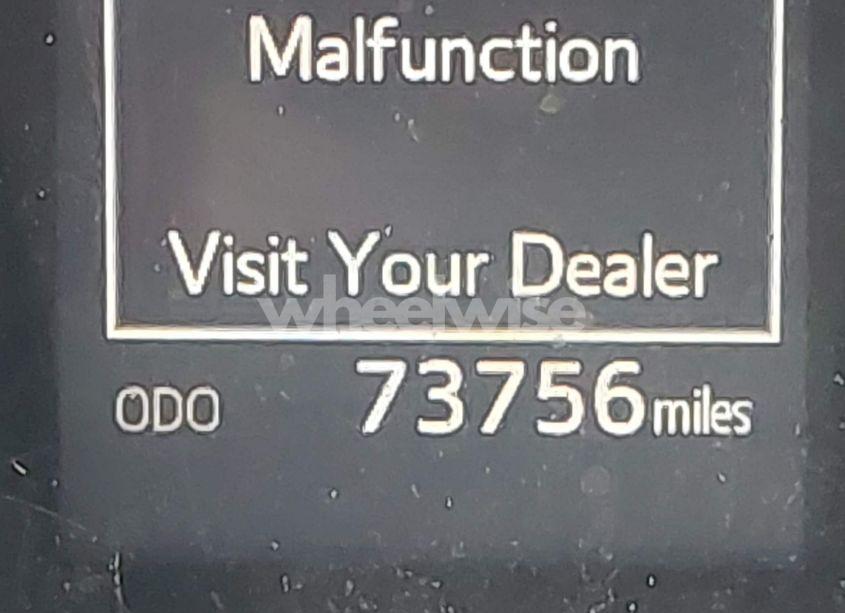 Malfunction
Visit Your Dealer
wheelwise
ODO 73756 miles